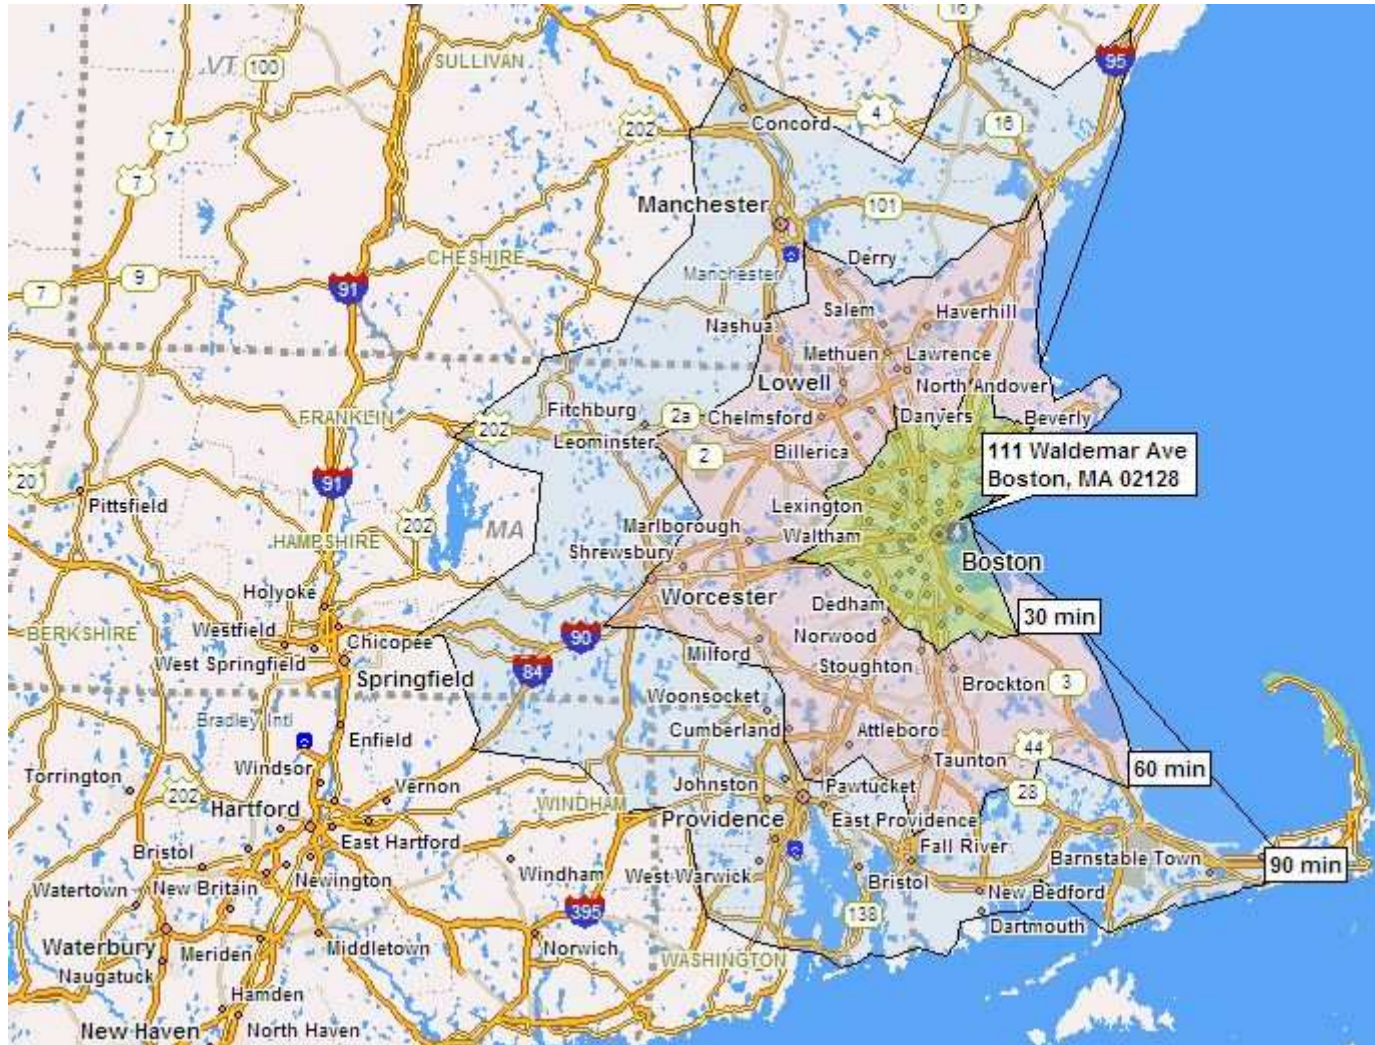 16
95
VT
100
SULLIVAN
7
202
Concord
4
16
7
Manchester
101
CHESHIRE
Manchester
Derry
9
7
91
Nashua
Salem
Haverhill
Methuen
Lawrence
Lowell
North Andover
FRANKLIN
Fitchburg
2a
Chelmsford
Danvers
Beverly
202
Leominster
2
Billerica
111 Waldemar Ave
Boston, MA 02128
20
91
Pittsfield
Lexington
202
MA
Marlborough
Waltham
HAMPSHIRE
Shrewsbury
Boston
Holyoke
Worcester
Dedham
30 min
BERKSHIRE
Westfield
Chicopee
90
Norwood
West Springfield
Springfield
84
Milford
Stoughton
Woonsocket
Brockton
3
Bradley Intl
Enfield
Cumberland
Attleboro
44
Windsor
Taunton
60 min
Torrington
202
Vernon
Johnston
Pawtucket
28
Hartford
WINDHAM
Providence
East Providence
East Hartford
Fall River
Bristol
Barnstable Town
90 min
Watertown
New Britain
Newington
Windham
West Warwick
Bristol
New Bedford
395
138
Dartmouth
Waterbury
Meriden
Middletown
Norwich
WASHINGTON
Naugatuck
Hamden
New Haven
North Haven